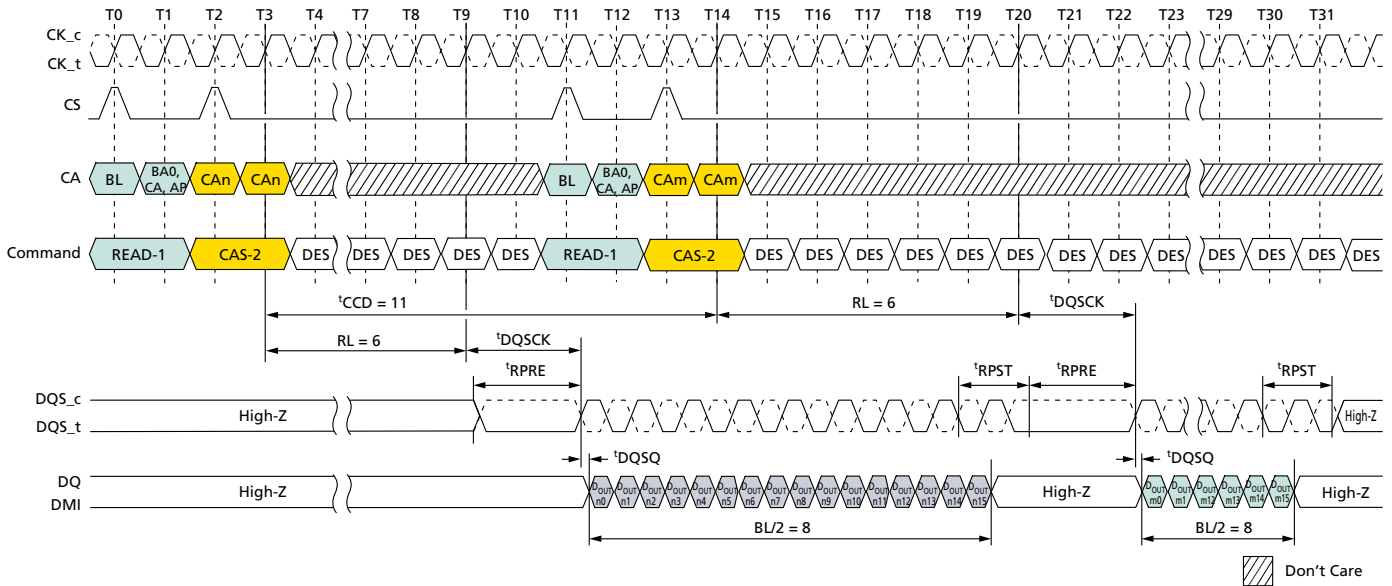 T0 T1 T2 T3 T4 T7 T8 T9 T10 T11 T12 T13 T14 T15 T16 T17 T18 T19 T20 T21 T22 T23 T29 T30 T31
CK_c
CK_t
CS
CA BL BA0, CA, AP CAn CAn BL BA0, CA, AP CAm CAm
Command READ-1 CAS-2 DES DES DES DES DES READ-1 CAS-2 DES DES DES DES DES DES DES DES DES DES DES DES DES
tCCD = 11 RL = 6 tDQSCK
RL = 6 tDQSCK
tRPRE tRPST tRPRE tRPST
DQS_c
DQS_t
High-Z High-Z
tDQSQ tDQSQ
DQ
DMI
High-Z DOUT n0 DOUT n1 DOUT n2 DOUT n3 DOUT n4 DOUT n5 DOUT n6 DOUT n7 DOUT n8 DOUT n9 DOUT n10 DOUT n11 DOUT n12 DOUT n13 DOUT n14 DOUT n15 High-Z DOUT m0 DOUT m1 DOUT m12 DOUT m13 DOUT m14 DOUT m15 High-Z
BL/2 = 8 BL/2 = 8
Don't Care